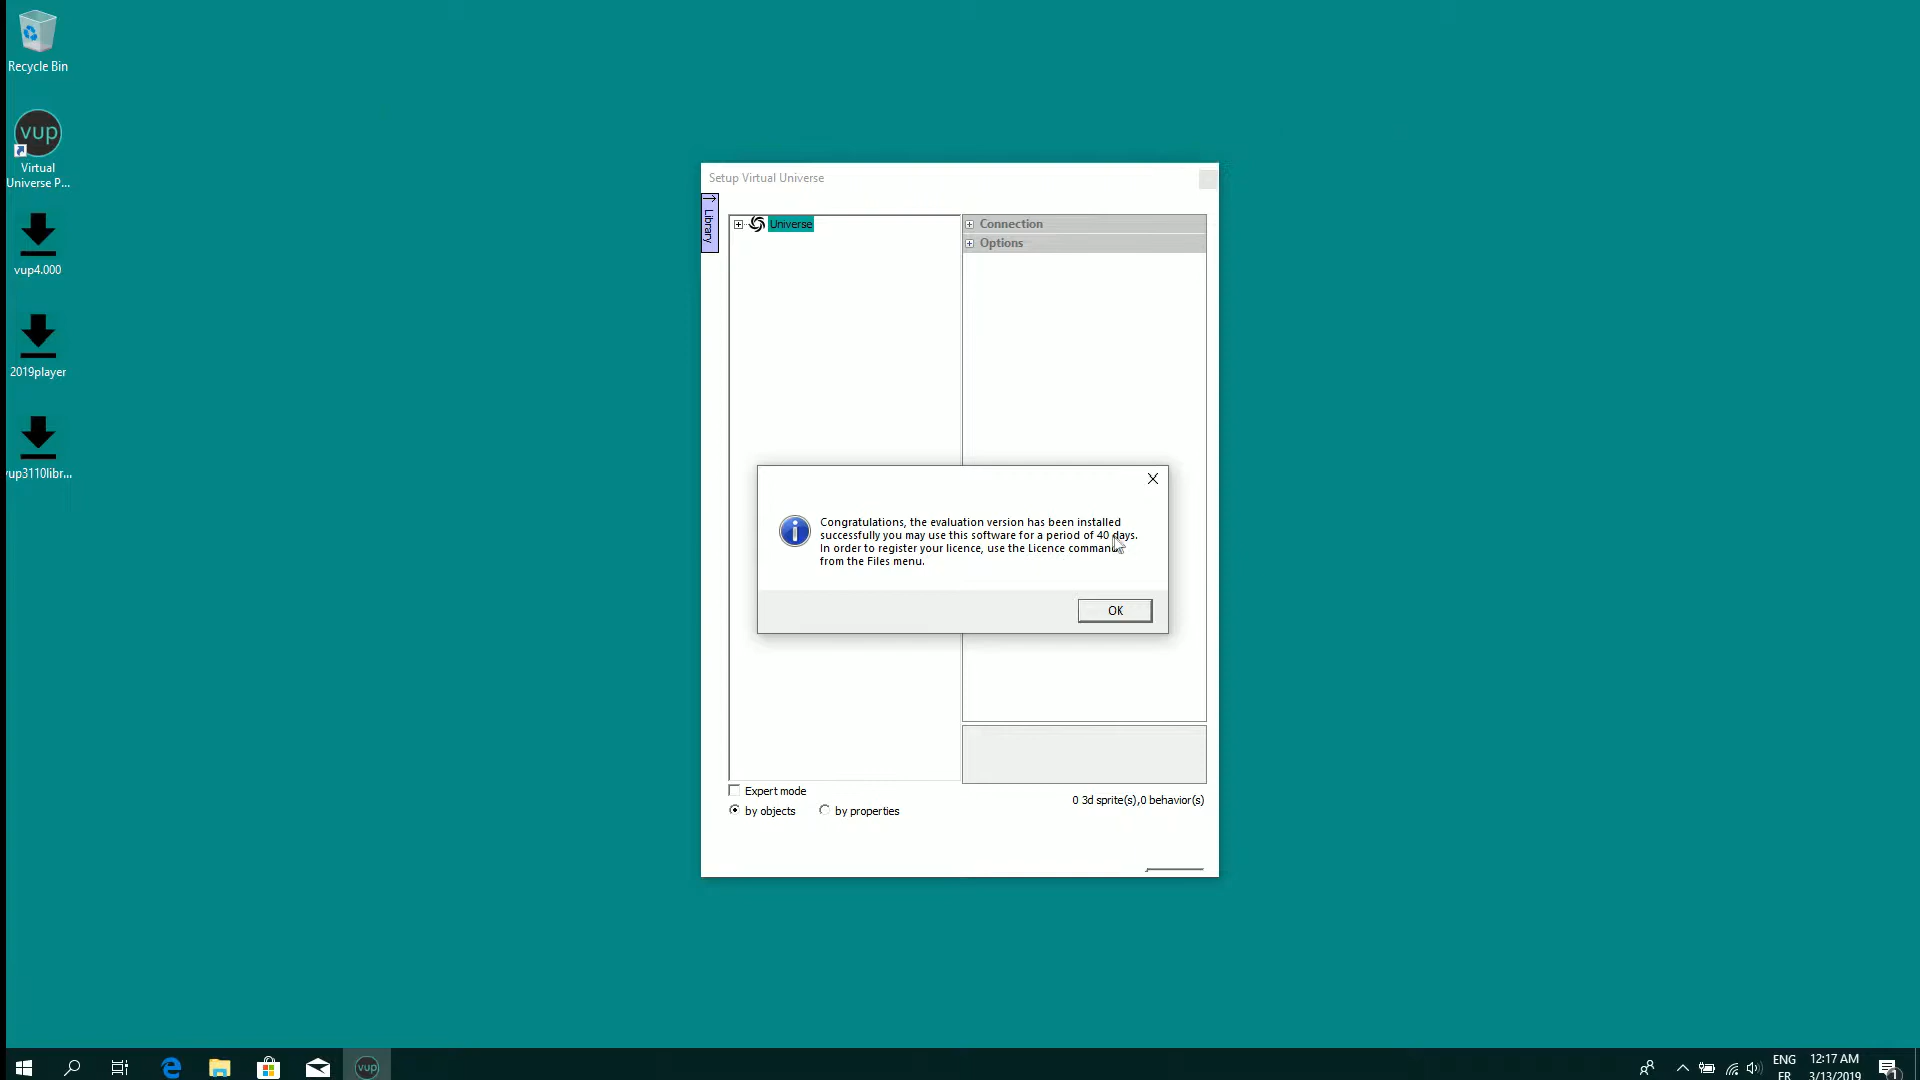 Recycle Bin
vup
Virtual
Universe P...
vup4.000
2019player
vup3110libr...
Setup Virtual Universe
Library
Universe
Connection
Options
Congratulations, the evaluation version has been installed
successfully you may use this software for a period of 40 days.
In order to register your licence, use the Licence command
from the Files menu.
OK
Expert mode
by objects
by properties
0 3d sprite(s),0 behavior(s)
vup
ENG
FR
12:17 AM
3/13/2019
1